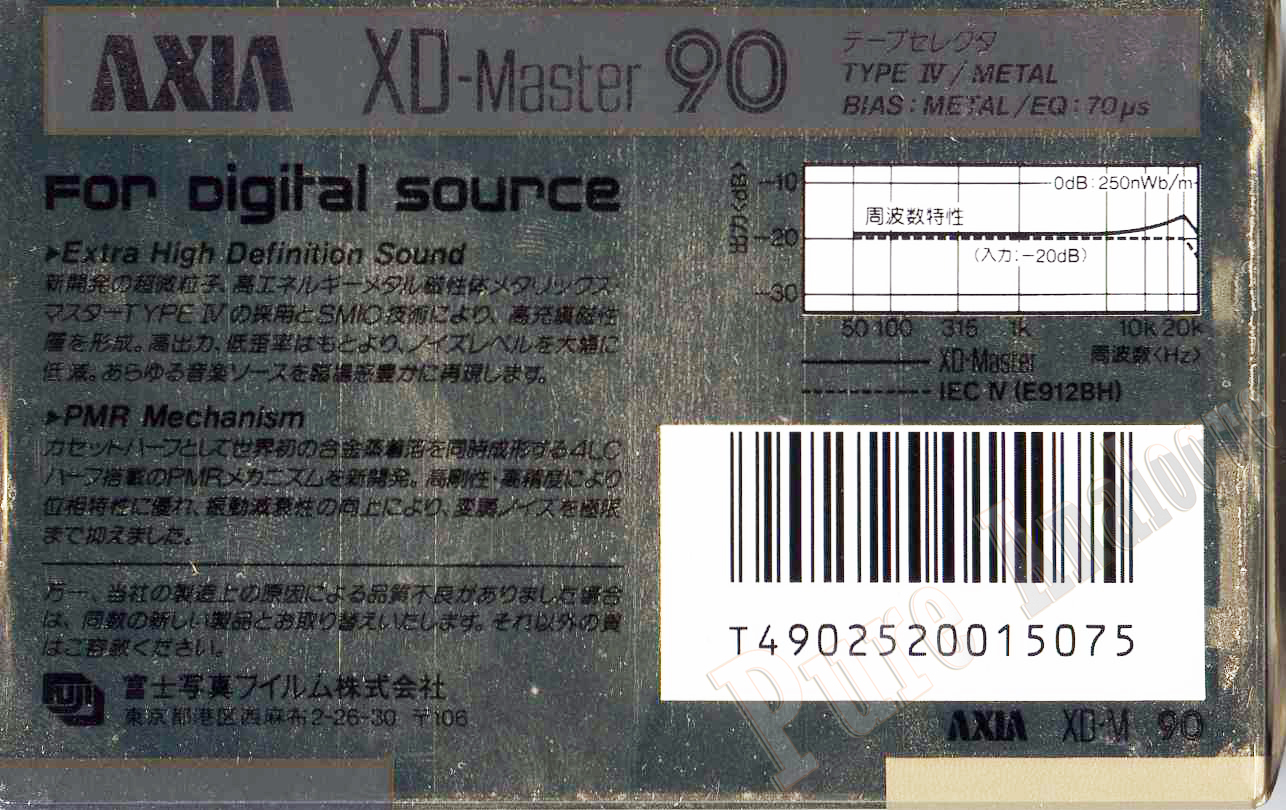 AXIA XD-Master 90
テープセレクタ
TYPE IV / METAL
BIAS : METAL / EQ : 70μs
For Digital Source
▸Extra High Definition Sound
新開発の超微粒子、高エネルギーメタル磁性体メタリックス
マスターTYPE IVの採用とSMIO技術により、高充塡磁性
層を形成。高出力、低歪率はもとより、ノイズレベルを大幅に
低減。あらゆる音楽ソースを臨場感豊かに再現します。
▸PMR Mechanism
カセットハーフとして世界初の合金蒸着箔を同時成形する4LC
ハーフ搭載のPMRメカニズムを新開発。高剛性・高精度により
位相特性に優れ、振動減衰性の向上により、変調ノイズを極限
まで抑えました。
万一、当社の製造上の原因による品質不良がありました場合
は、同数の新しい製品とお取り替えいたします。それ以外の責
はご容赦ください。
FUJI 富士写真フイルム株式会社
東京都港区西麻布2-26-30 〒106
出力<dB>
-10
-20
-30
0dB : 250nWb/m
周波数特性
(入力 : -20dB)
50 100 315 1k 10k 20k
周波数<Hz>
XD-Master
IEC IV (E912BH)
T4902520015075
AXIA XD-M 90
Pure Analogue